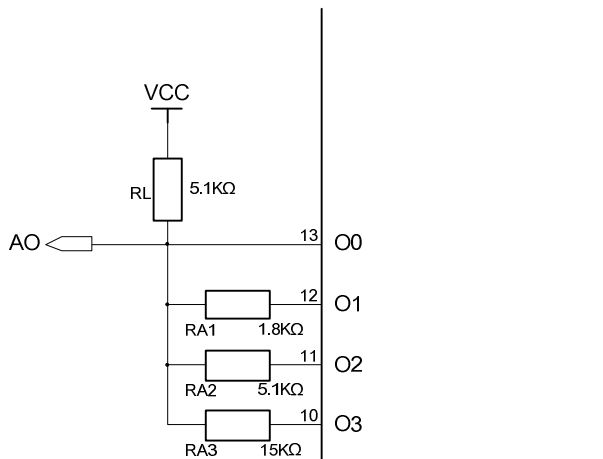 VCC
RL 5.1KΩ
AO 13 O0
12 O1
RA1 1.8KΩ
11 O2
RA2 5.1KΩ
10 O3
RA3 15KΩ